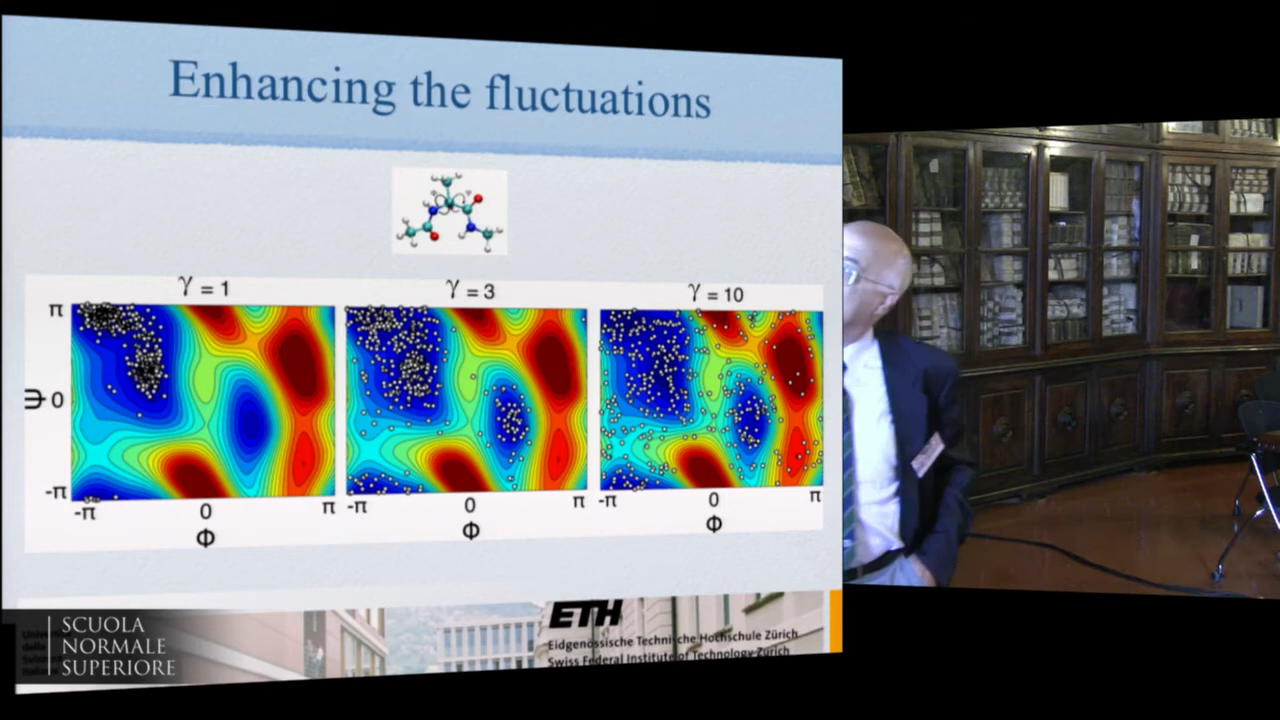 Enhancing the fluctuations
γ = 1
γ = 3
γ = 10
π
ψ 0
-π
-π 0 π
Φ
-π 0 π
Φ
-π 0 π
Φ
ETH
Eidgenössische Technische Hochschule Zürich
Swiss Federal Institute of Technology Zurich
SCUOLA
NORMALE
SUPERIORE